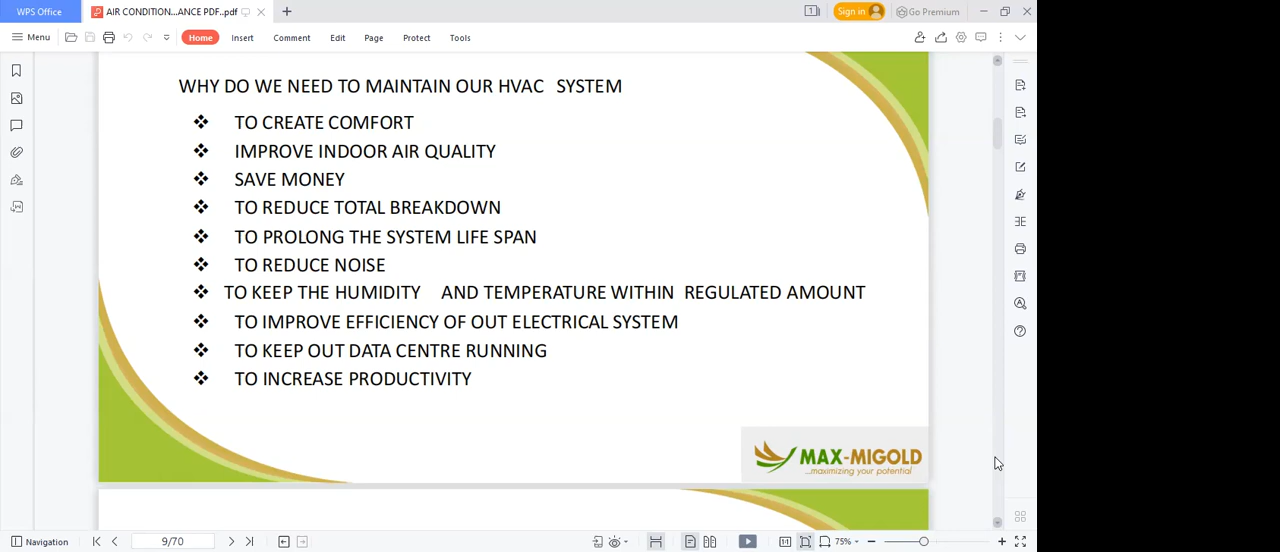 WPS Office
AIR CONDITION...ANCE PDF..pdf
1
Sign in
Go Premium
Menu
Home
Insert
Comment
Edit
Page
Protect
Tools
WHY DO WE NEED TO MAINTAIN OUR HVAC SYSTEM
❖ TO CREATE COMFORT
❖ IMPROVE INDOOR AIR QUALITY
❖ SAVE MONEY
❖ TO REDUCE TOTAL BREAKDOWN
❖ TO PROLONG THE SYSTEM LIFE SPAN
❖ TO REDUCE NOISE
❖ TO KEEP THE HUMIDITY AND TEMPERATURE WITHIN REGULATED AMOUNT
❖ TO IMPROVE EFFICIENCY OF OUT ELECTRICAL SYSTEM
❖ TO KEEP OUT DATA CENTRE RUNNING
❖ TO INCREASE PRODUCTIVITY
MAX-MIGOLD
...maximizing your potential
Navigation
9/70
75%